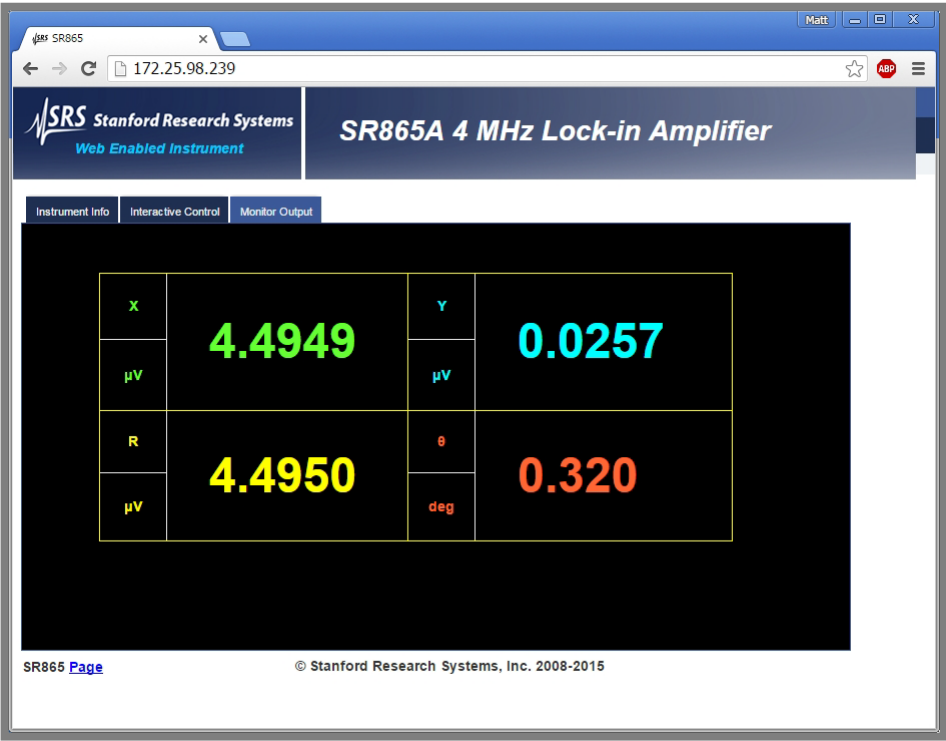 Matt
SRS SR865
172.25.98.239
ABP
SRS Stanford Research Systems
Web Enabled Instrument
SR865A 4 MHz Lock-in Amplifier
Instrument Info Interactive Control Monitor Output
X
4.4949
µV
Y
0.0257
µV
R
4.4950
µV
θ
0.320
deg
SR865 Page
© Stanford Research Systems, Inc. 2008-2015